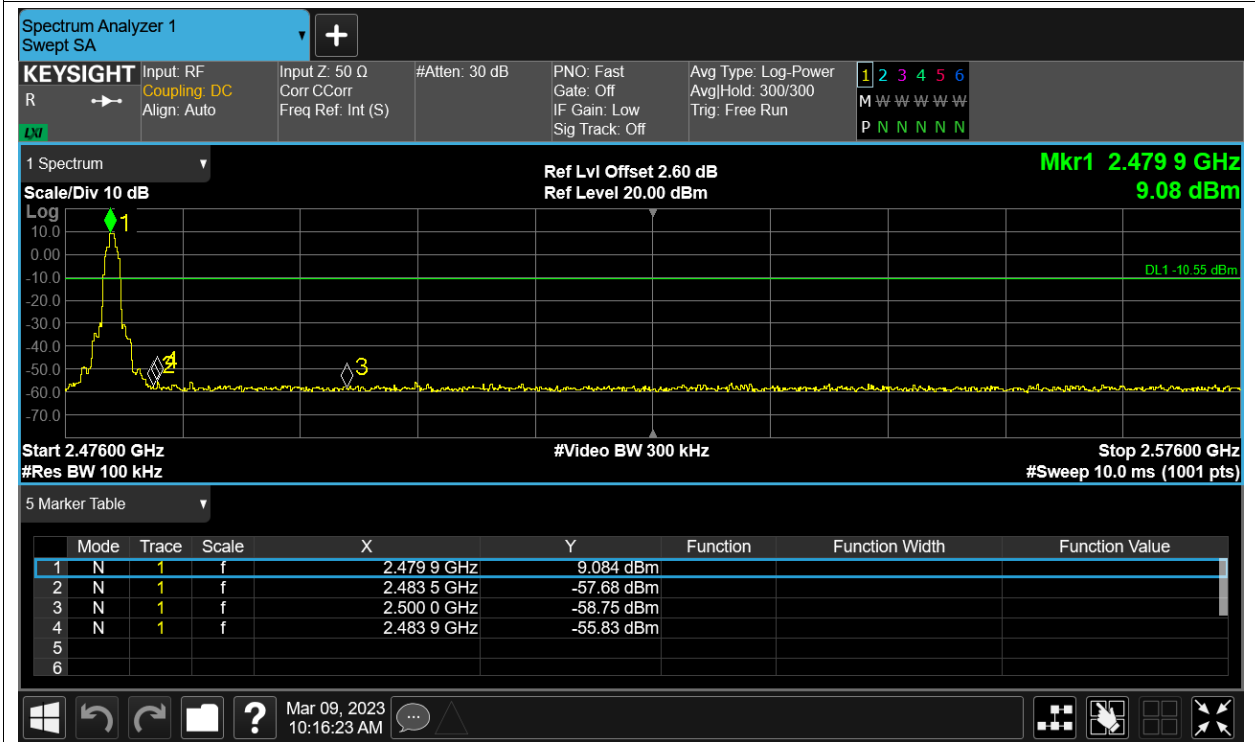 Spectrum Analyzer 1
Swept SA
KEYSIGHT
R
LXI
Input: RF
Coupling: DC
Align: Auto
Input Z: 50 Ω
Corr CCorr
Freq Ref: Int (S)
#Atten: 30 dB
PNO: Fast
Gate: Off
IF Gain: Low
Sig Track: Off
Avg Type: Log-Power
Avg|Hold: 300/300
Trig: Free Run
1 2 3 4 5 6
M W W W W W
P N N N N N
1 Spectrum
Scale/Div 10 dB
Ref Lvl Offset 2.60 dB
Ref Level 20.00 dBm
Mkr1 2.479 9 GHz
9.08 dBm
Log
10.0
0.00
-10.0
-20.0
-30.0
-40.0
-50.0
-60.0
-70.0
1
DL1 -10.55 dBm
2
4
3
Start 2.47600 GHz
#Res BW 100 kHz
#Video BW 300 kHz
Stop 2.57600 GHz
#Sweep 10.0 ms (1001 pts)
5 Marker Table
Mode Trace Scale X Y Function Function Width Function Value
1 N 1 f 2.479 9 GHz 9.084 dBm
2 N 1 f 2.483 5 GHz -57.68 dBm
3 N 1 f 2.500 0 GHz -58.75 dBm
4 N 1 f 2.483 9 GHz -55.83 dBm
5
6
?
Mar 09, 2023
10:16:23 AM